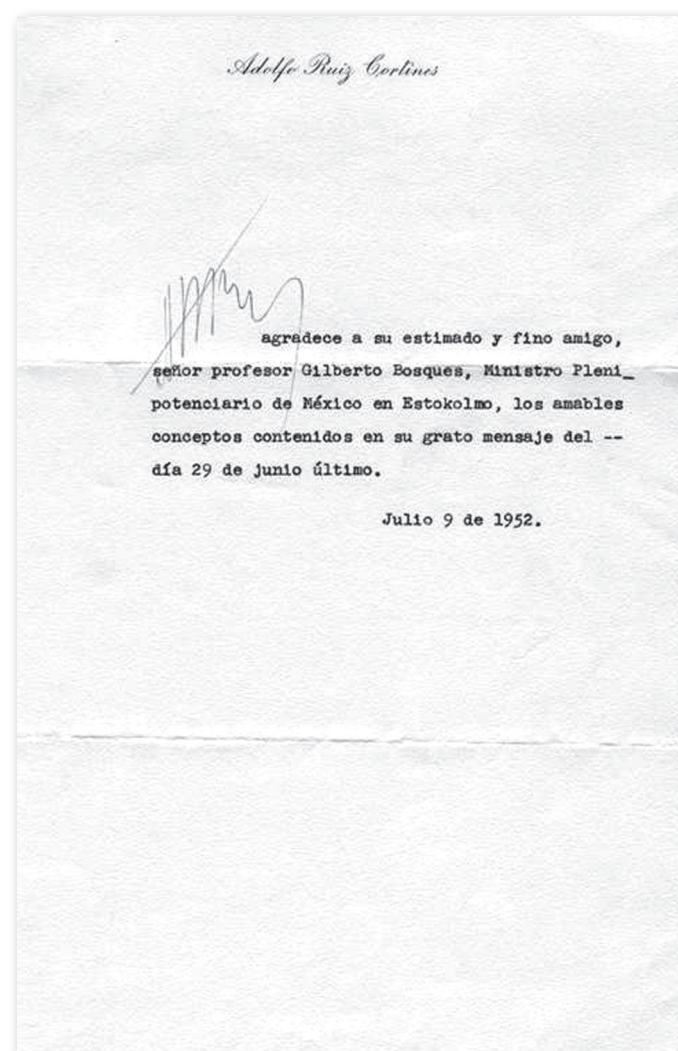 Adolfo Ruiz Cortines
agradece a su estimado y fino amigo,
señor profesor Gilberto Bosques, Ministro Pleni_
potenciario de México en Estokolmo, los amables
conceptos contenidos en su grato mensaje del --
día 29 de junio último.
Julio 9 de 1952.